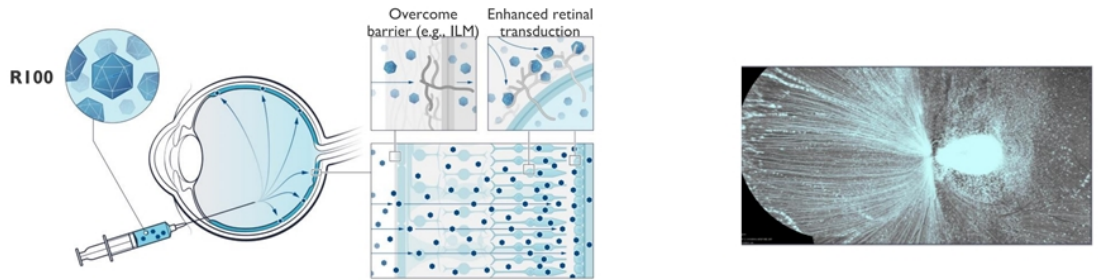 Overcome
barrier (e.g., ILM)
Enhanced retinal
transduction
R100